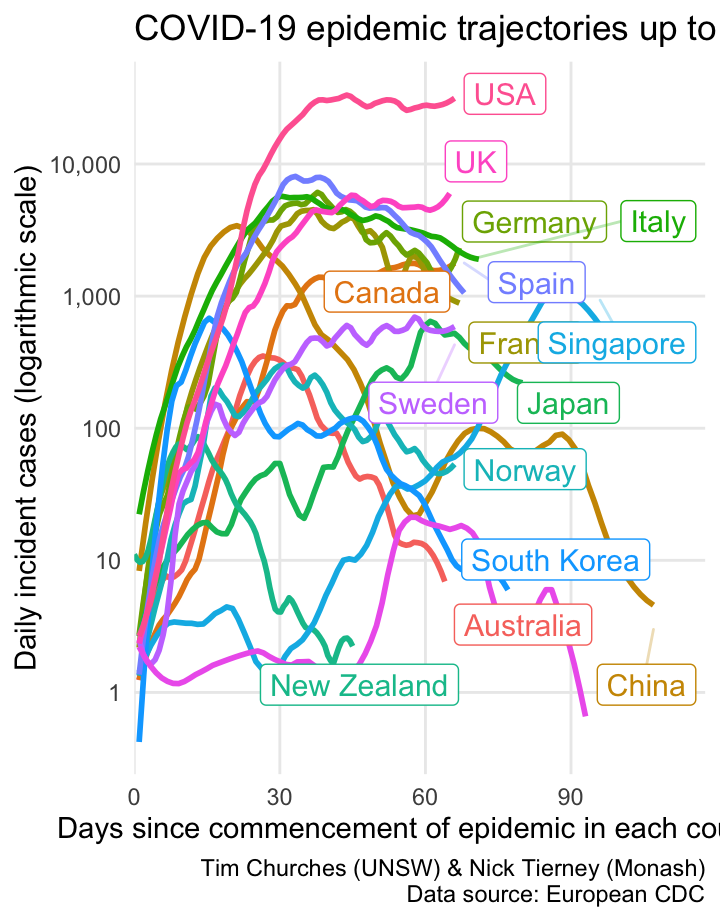 COVID-19 epidemic trajectories up to
Daily incident cases (logarithmic scale)
10,000
1,000
100
10
1
USA
UK
Germany
Italy
Spain
Canada
Fran
Singapore
Sweden
Japan
Norway
South Korea
Australia
New Zealand
China
0
30
60
90
Days since commencement of epidemic in each cou
Tim Churches (UNSW) & Nick Tierney (Monash)
Data source: European CDC